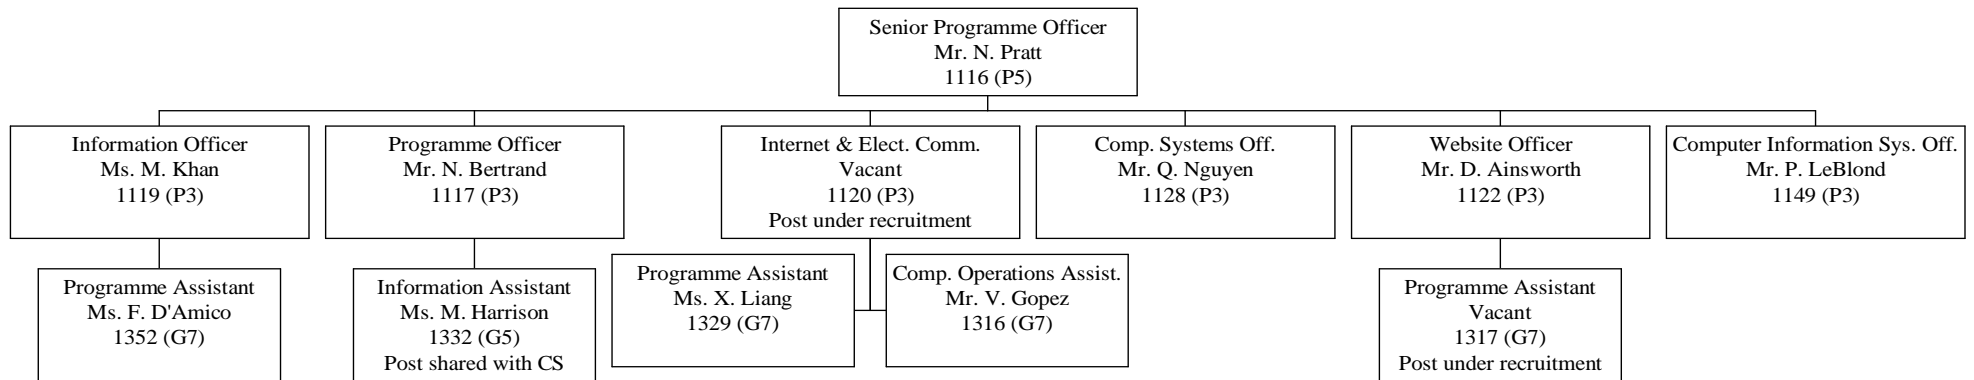 Senior Programme Officer
Mr. N. Pratt
1116 (P5)
Information Officer
Ms. M. Khan
1119 (P3)
Programme Officer
Mr. N. Bertrand
1117 (P3)
Internet & Elect. Comm.
Vacant
1120 (P3)
Post under recruitment
Comp. Systems Off.
Mr. Q. Nguyen
1128 (P3)
Website Officer
Mr. D. Ainsworth
1122 (P3)
Computer Information Sys. Off.
Mr. P. LeBlond
1149 (P3)
Programme Assistant
Ms. F. D'Amico
1352 (G7)
Information Assistant
Ms. M. Harrison
1332 (G5)
Post shared with CS
Programme Assistant
Ms. X. Liang
1329 (G7)
Comp. Operations Assist.
Mr. V. Gopez
1316 (G7)
Programme Assistant
Vacant
1317 (G7)
Post under recruitment